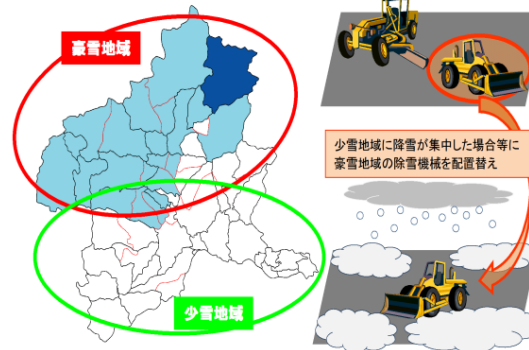 豪雪地域
少雪地域に降雪が集中した場合等に
豪雪地域の除雪機械を配置替え
少雪地域